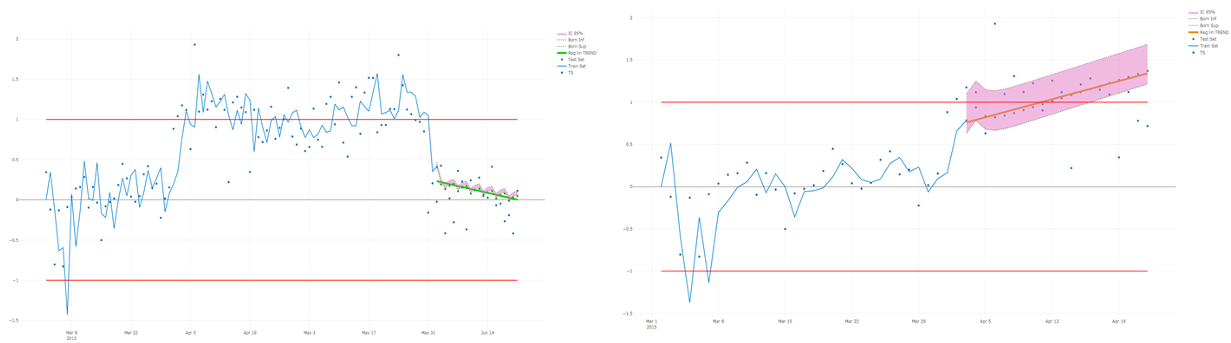 2
1.5
1
0.5
0
−0.5
−1
−1.5
Mar 8
2015
Mar 22
Apr 5
Apr 19
May 3
May 17
May 31
Jun 14
IC 95%
Born Inf
Born Sup
Reg lin TREND
Test Set
Train Set
TS
2
1.5
1
0.5
0
−0.5
−1
−1.5
Mar 1
2015
Mar 8
Mar 15
Mar 22
Mar 29
Apr 5
Apr 12
Apr 19
IC 95%
Born Inf
Born Sup
Reg lin TREND
Test Set
Train Set
TS